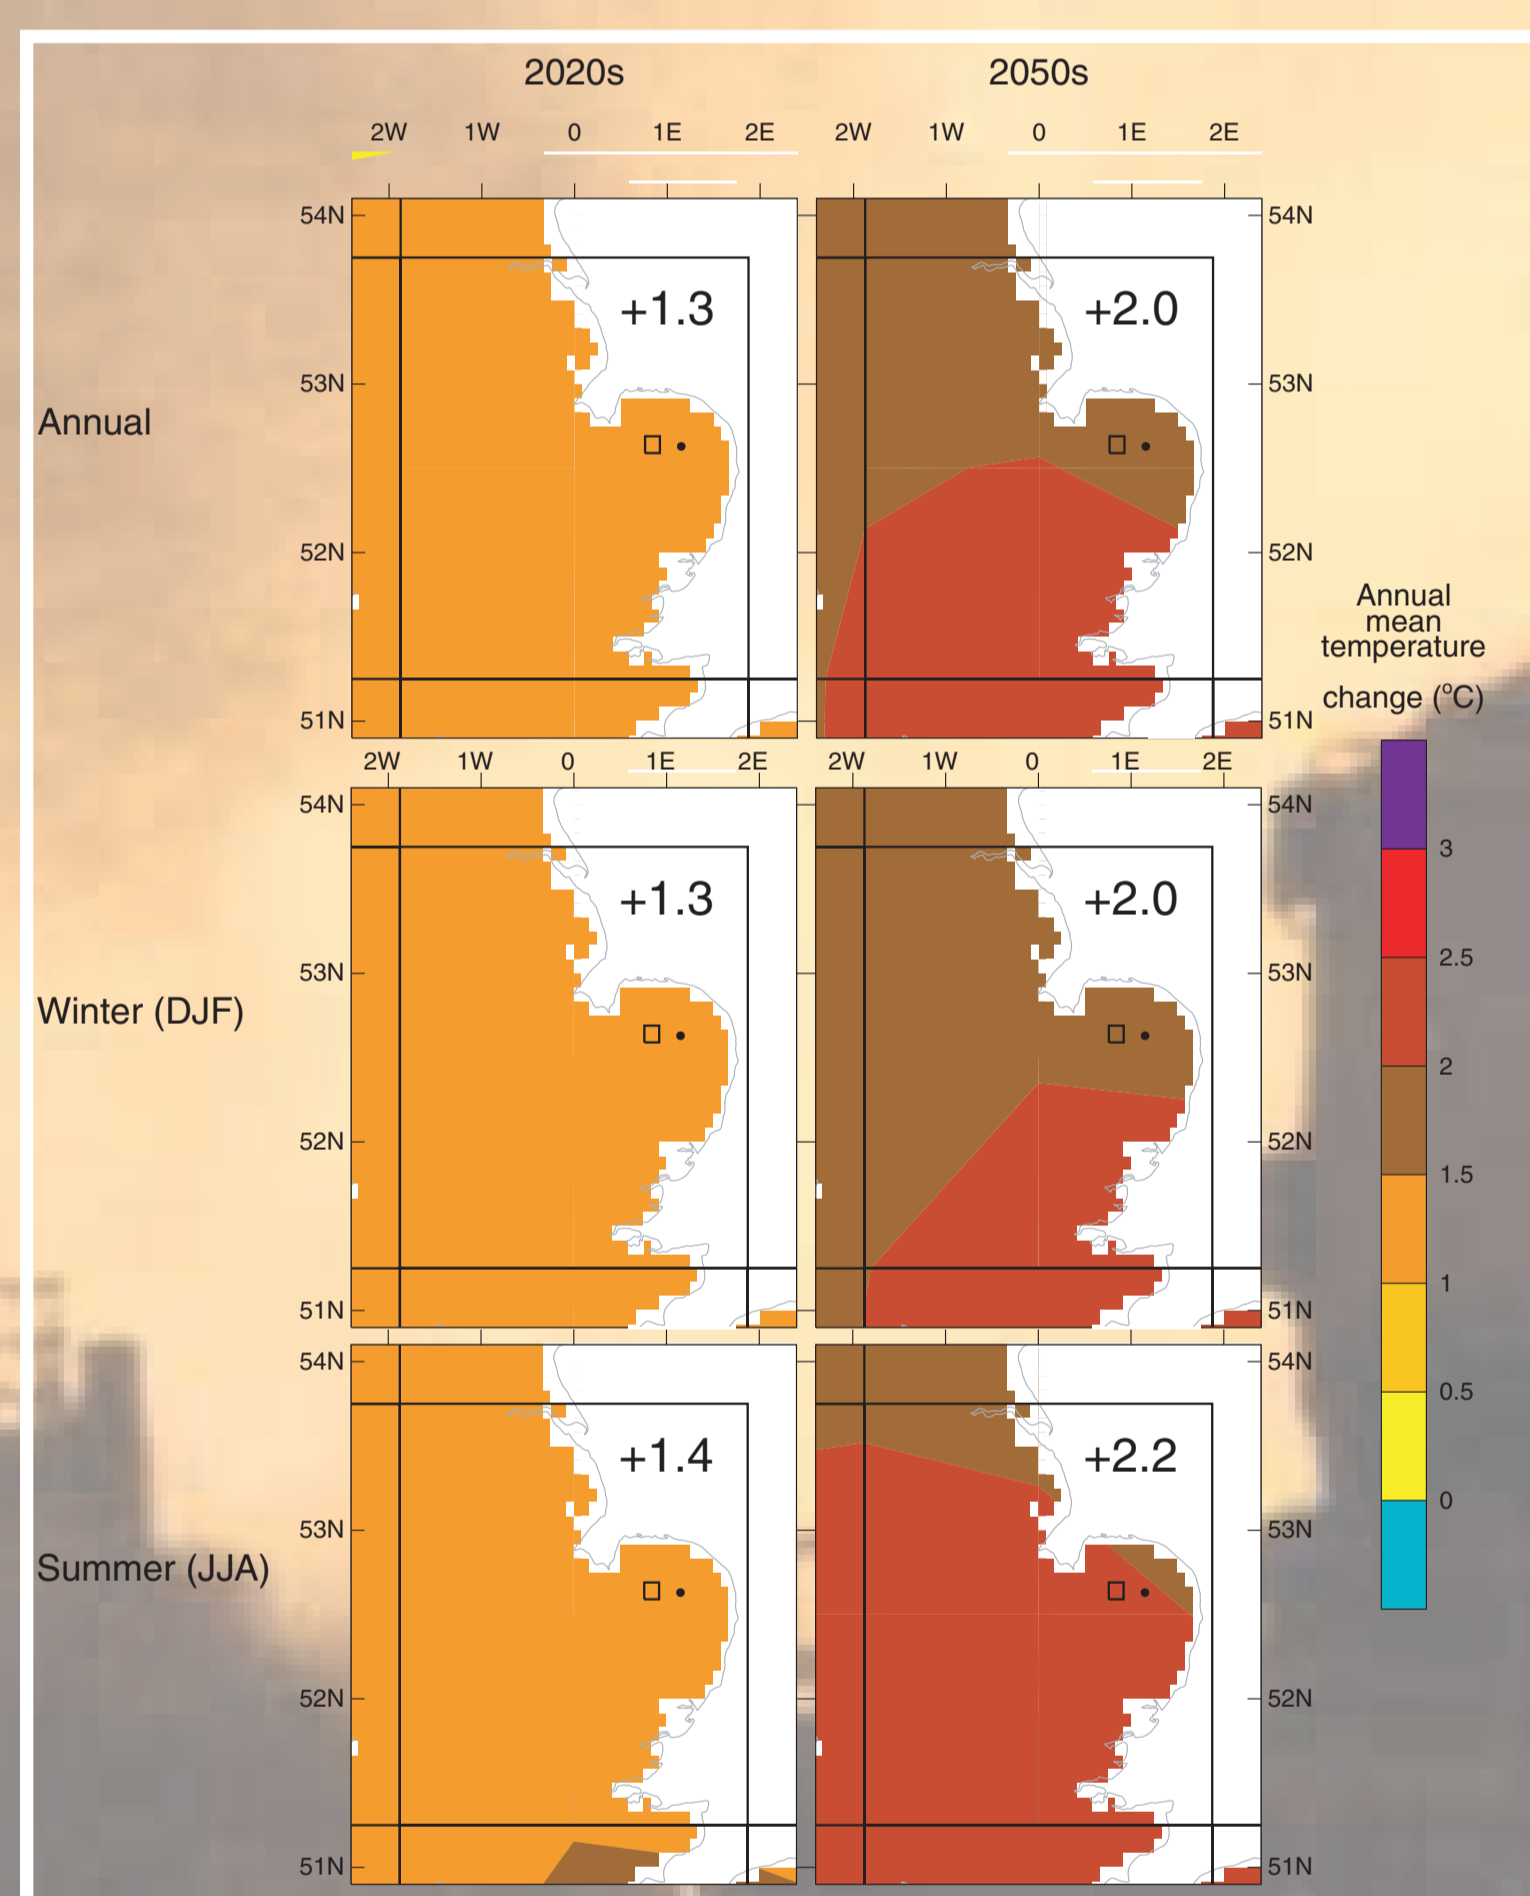 2020s 2050s
2W 1W 0 1E 2E 2W 1W 0 1E 2E
54N 54N
+1.3 +2.0
53N 53N
Annual
52N 52N
51N 51N
2W 1W 0 1E 2E 2W 1W 0 1E 2E
54N 54N
+1.3 +2.0
53N 53N
Winter (DJF)
52N 52N
51N 51N
54N 54N
+1.4 +2.2
53N 53N
Summer (JJA)
52N 52N
51N 51N
Annual
mean
temperature
change (°C)
3
2.5
2
1.5
1
0.5
0